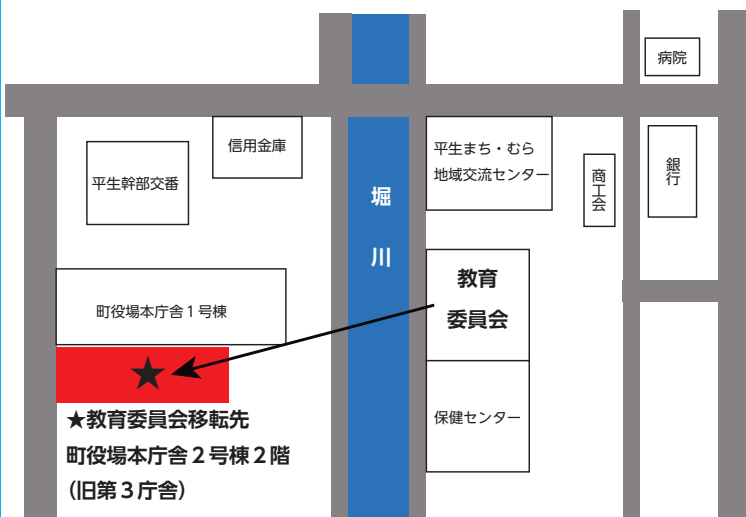 病院
信用金庫
平生幹部交番
平生まち・むら
地域交流センター
商工会
銀行
堀川
教育
委員会
町役場本庁舎１号棟
★
保健センター
★教育委員会移転先
町役場本庁舎２号棟２階
（旧第３庁舎）